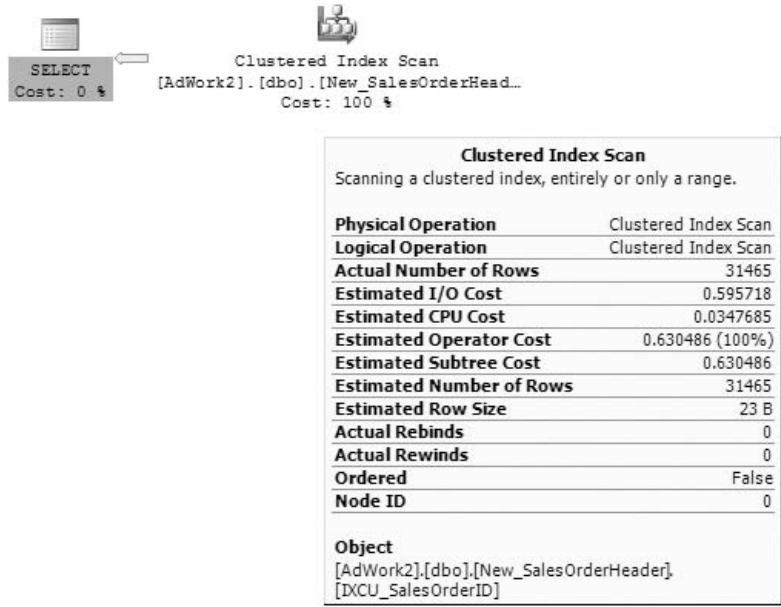 SELECT
Cost: 0 %
Clustered Index Scan
[AdWork2].[dbo].[New_SalesOrderHead…
Cost: 100 %
Clustered Index Scan
Scanning a clustered index, entirely or only a range.
Physical Operation Clustered Index Scan
Logical Operation Clustered Index Scan
Actual Number of Rows 31465
Estimated I/O Cost 0.595718
Estimated CPU Cost 0.0347685
Estimated Operator Cost 0.630486 (100%)
Estimated Subtree Cost 0.630486
Estimated Number of Rows 31465
Estimated Row Size 23 B
Actual Rebinds 0
Actual Rewinds 0
Ordered False
Node ID 0
Object
[AdWork2].[dbo].[New_SalesOrderHeader].
[IXCU_SalesOrderID]